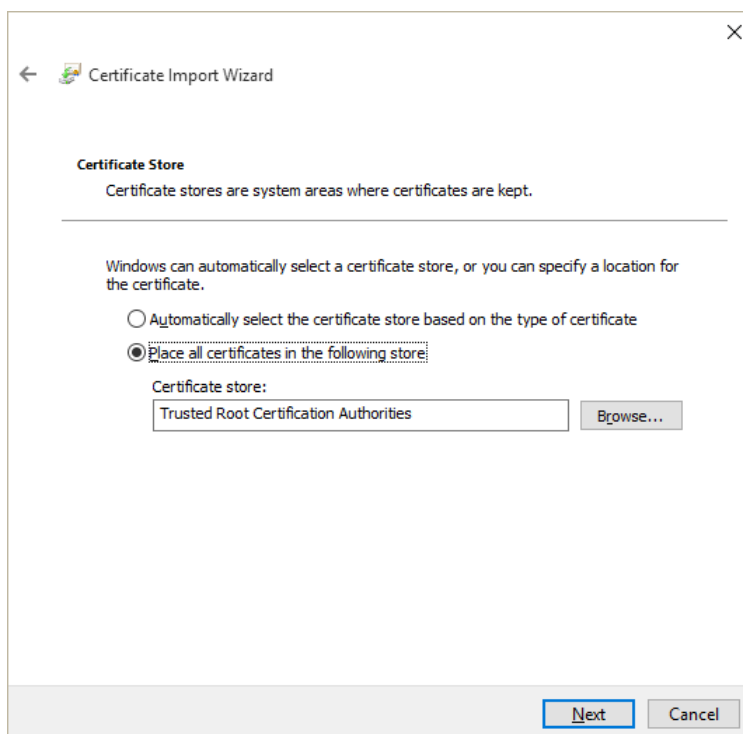 Certificate Import Wizard
Certificate Store
Certificate stores are system areas where certificates are kept.
Windows can automatically select a certificate store, or you can specify a location for
the certificate.
Automatically select the certificate store based on the type of certificate
Place all certificates in the following store
Certificate store:
Trusted Root Certification Authorities
Browse...
Next
Cancel